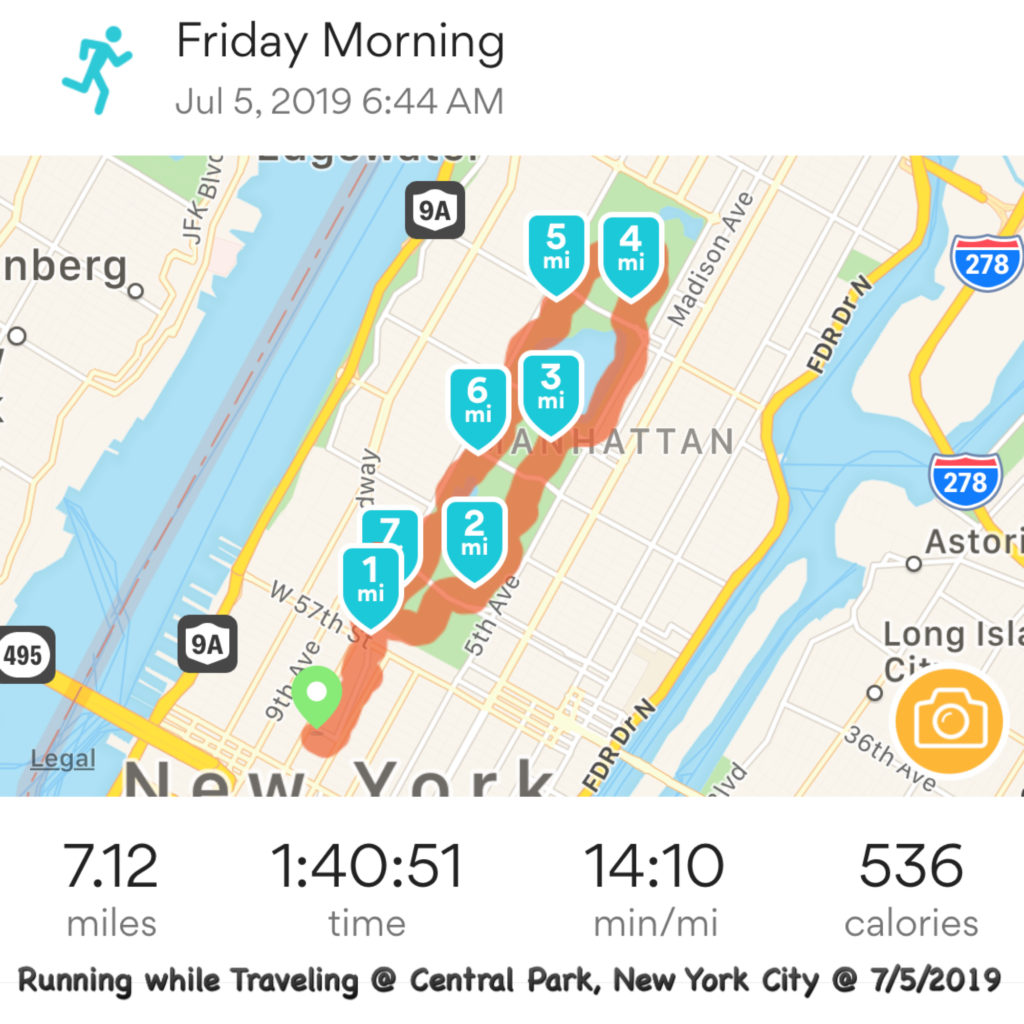 Friday Morning
Jul 5, 2019 6:44 AM
Edgewater
JFK Blvd
9A
nberg
5
mi
4
mi
Madison Ave
278
FDR Dr N
6
mi
3
mi
MANHATTAN
278
7
2
mi
1
mi
W 57th St
5th Ave
Astori
9A
495
9th Ave
Long Isla
City
FDR Dr N
36th Ave
Legal
New York
7.12
1:40:51
14:10
536
miles
time
min/mi
calories
Running while Traveling @ Central Park, New York City @ 7/5/2019